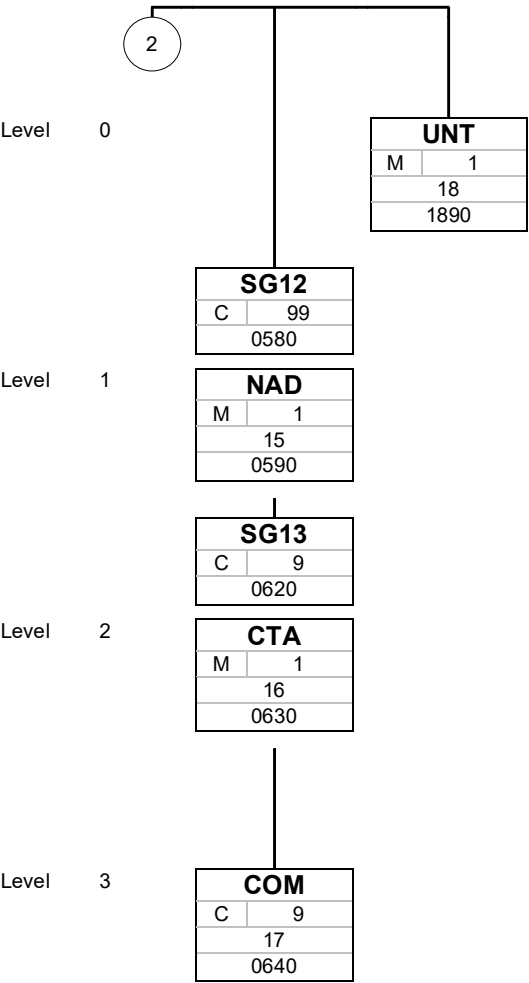 2
Level 0
UNT
M 1
18
1890
SG12
C 99
0580
Level 1
NAD
M 1
15
0590
SG13
C 9
0620
Level 2
CTA
M 1
16
0630
Level 3
COM
C 9
17
0640